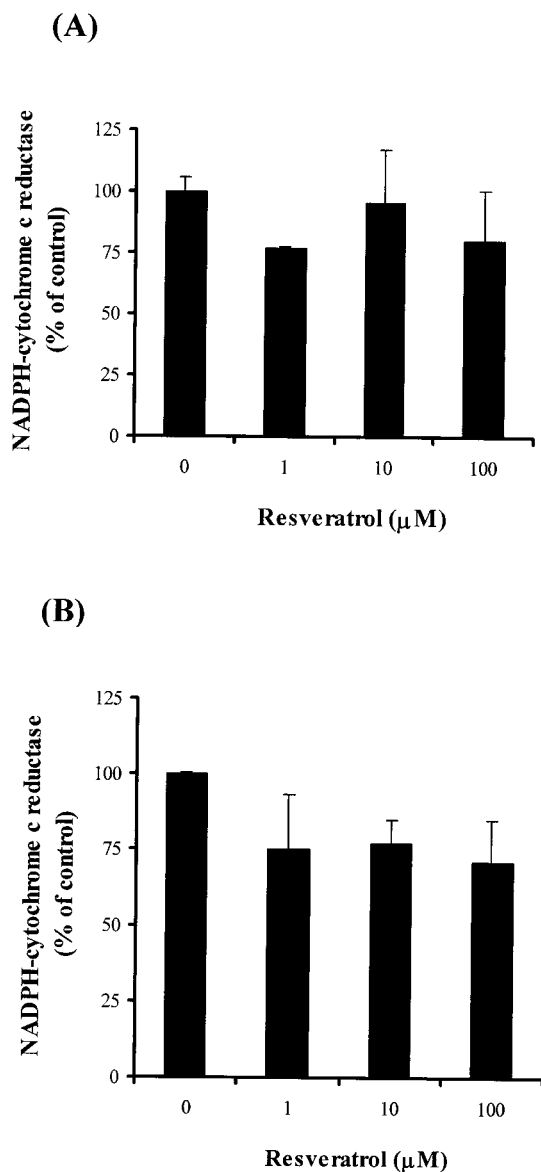 (A)
NADPH-cytochrome c reductase
(% of control)
125
100
75
50
25
0
0 1 10 100
Resveratrol (μM)
(B)
NADPH-cytochrome c reductase
(% of control)
125
100
75
50
25
0
0 1 10 100
Resveratrol (μM)